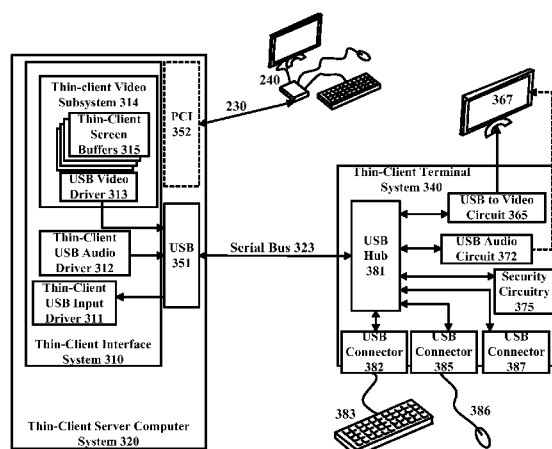 Thin-client Video
Subsystem 314
Thin-Client
Screen
Buffers 315
USB Video
Driver 313
Thin-Client
USB Audio
Driver 312
Thin-Client
USB Input
Driver 311
Thin-Client Interface
System 310
Thin-Client Server Computer
System 320
PCI
352
USB
351
230
240
Serial Bus 323
367
Thin-Client Terminal
System 340
USB to Video
Circuit 365
USB
Hub
381
USB Audio
Circuit 372
Security
Circuitry
375
USB
Connector
382
USB
Connector
385
USB
Connector
387
383
386